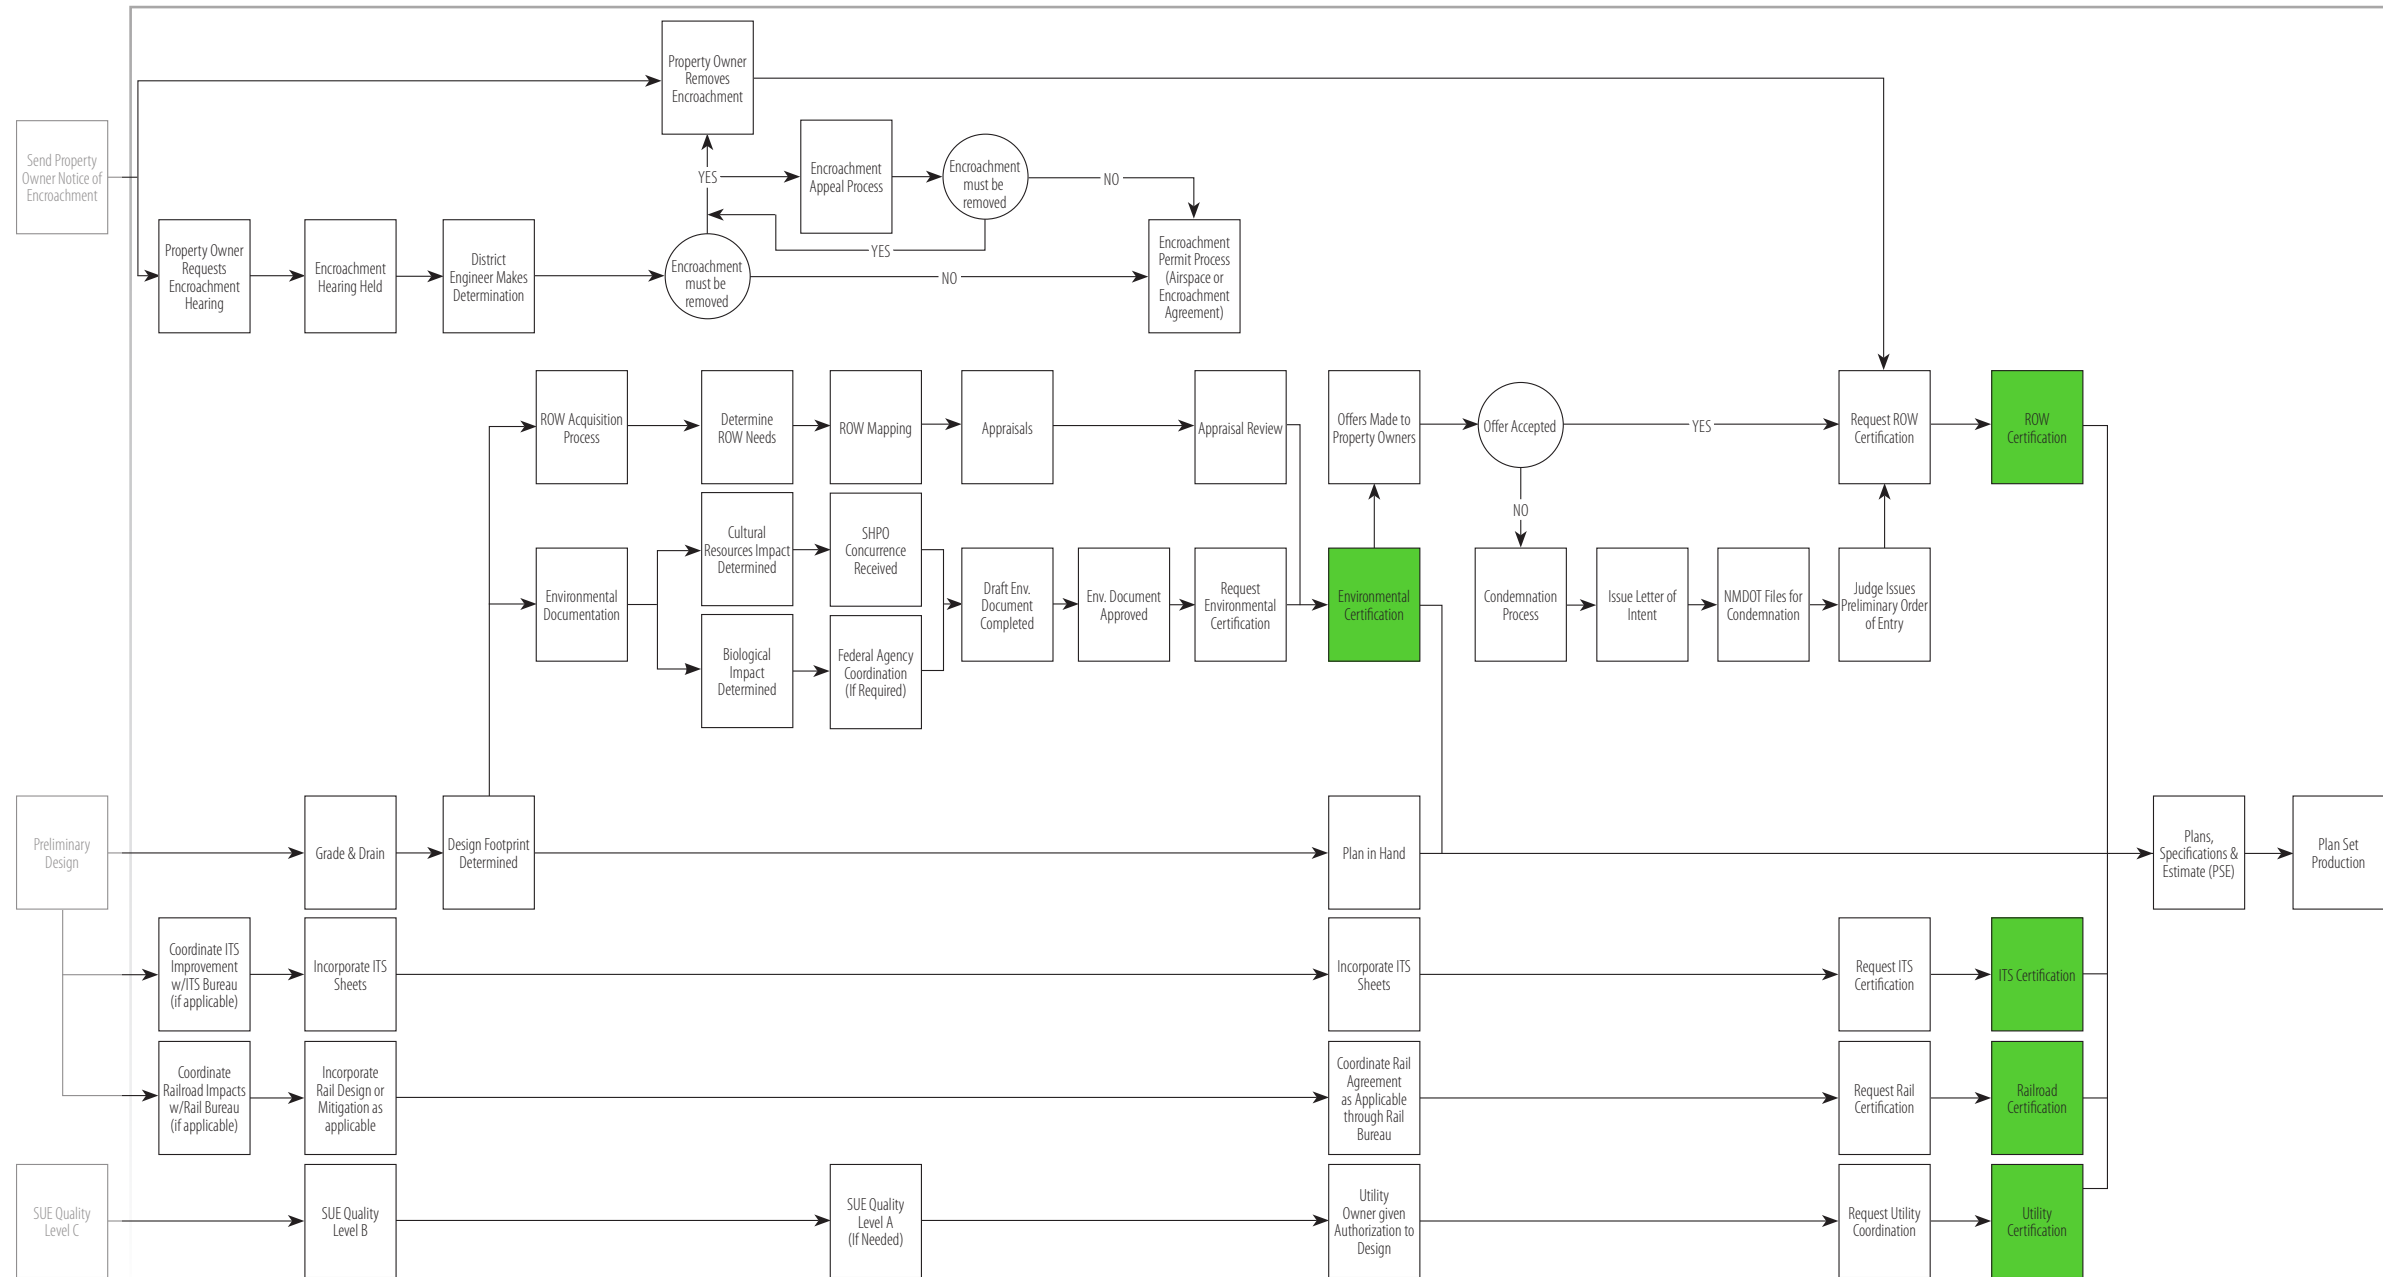 Property Owner
Removes
Encroachment
Send Property
Owner Notice of
Encroachment
YES
Encroachment
Appeal Process
Encroachment
must be
removed
NO
YES
Property Owner
Requests
Encroachment
Hearing
Encroachment
Hearing Held
District
Engineer Makes
Determination
Encroachment
must be
removed
NO
Encroachment
Permit Process
(Airspace or
Encroachment
Agreement)
ROW Acquisition
Process
Determine
ROW Needs
ROW Mapping
Appraisals
Appraisal Review
Offers Made to
Property Owners
Offer Accepted
YES
Request ROW
Certification
ROW
Certification
NO
Cultural
Resources Impact
Determined
SHPO
Concurrence
Received
Environmental
Documentation
Biological
Impact
Determined
Federal Agency
Coordination
(If Required)
Draft Env.
Document
Completed
Env. Document
Approved
Request
Environmental
Certification
Environmental
Certification
Condemnation
Process
Issue Letter of
Intent
NMDOT Files for
Condemnation
Judge Issues
Preliminary Order
of Entry
Preliminary
Design
Grade & Drain
Design Footprint
Determined
Plan in Hand
Plans,
Specifications &
Estimate (PSE)
Plan Set
Production
Coordinate ITS
Improvement
w/ITS Bureau
(if applicable)
Incorporate ITS
Sheets
Incorporate ITS
Sheets
Request ITS
Certification
ITS Certification
Coordinate
Railroad Impacts
w/Rail Bureau
(if applicable)
Incorporate
Rail Design or
Mitigation as
applicable
Coordinate Rail
Agreement
as Applicable
through Rail
Bureau
Request Rail
Certification
Railroad
Certification
SUE Quality
Level C
SUE Quality
Level B
SUE Quality
Level A
(If Needed)
Utility
Owner given
Authorization to
Design
Request Utility
Coordination
Utility
Certification